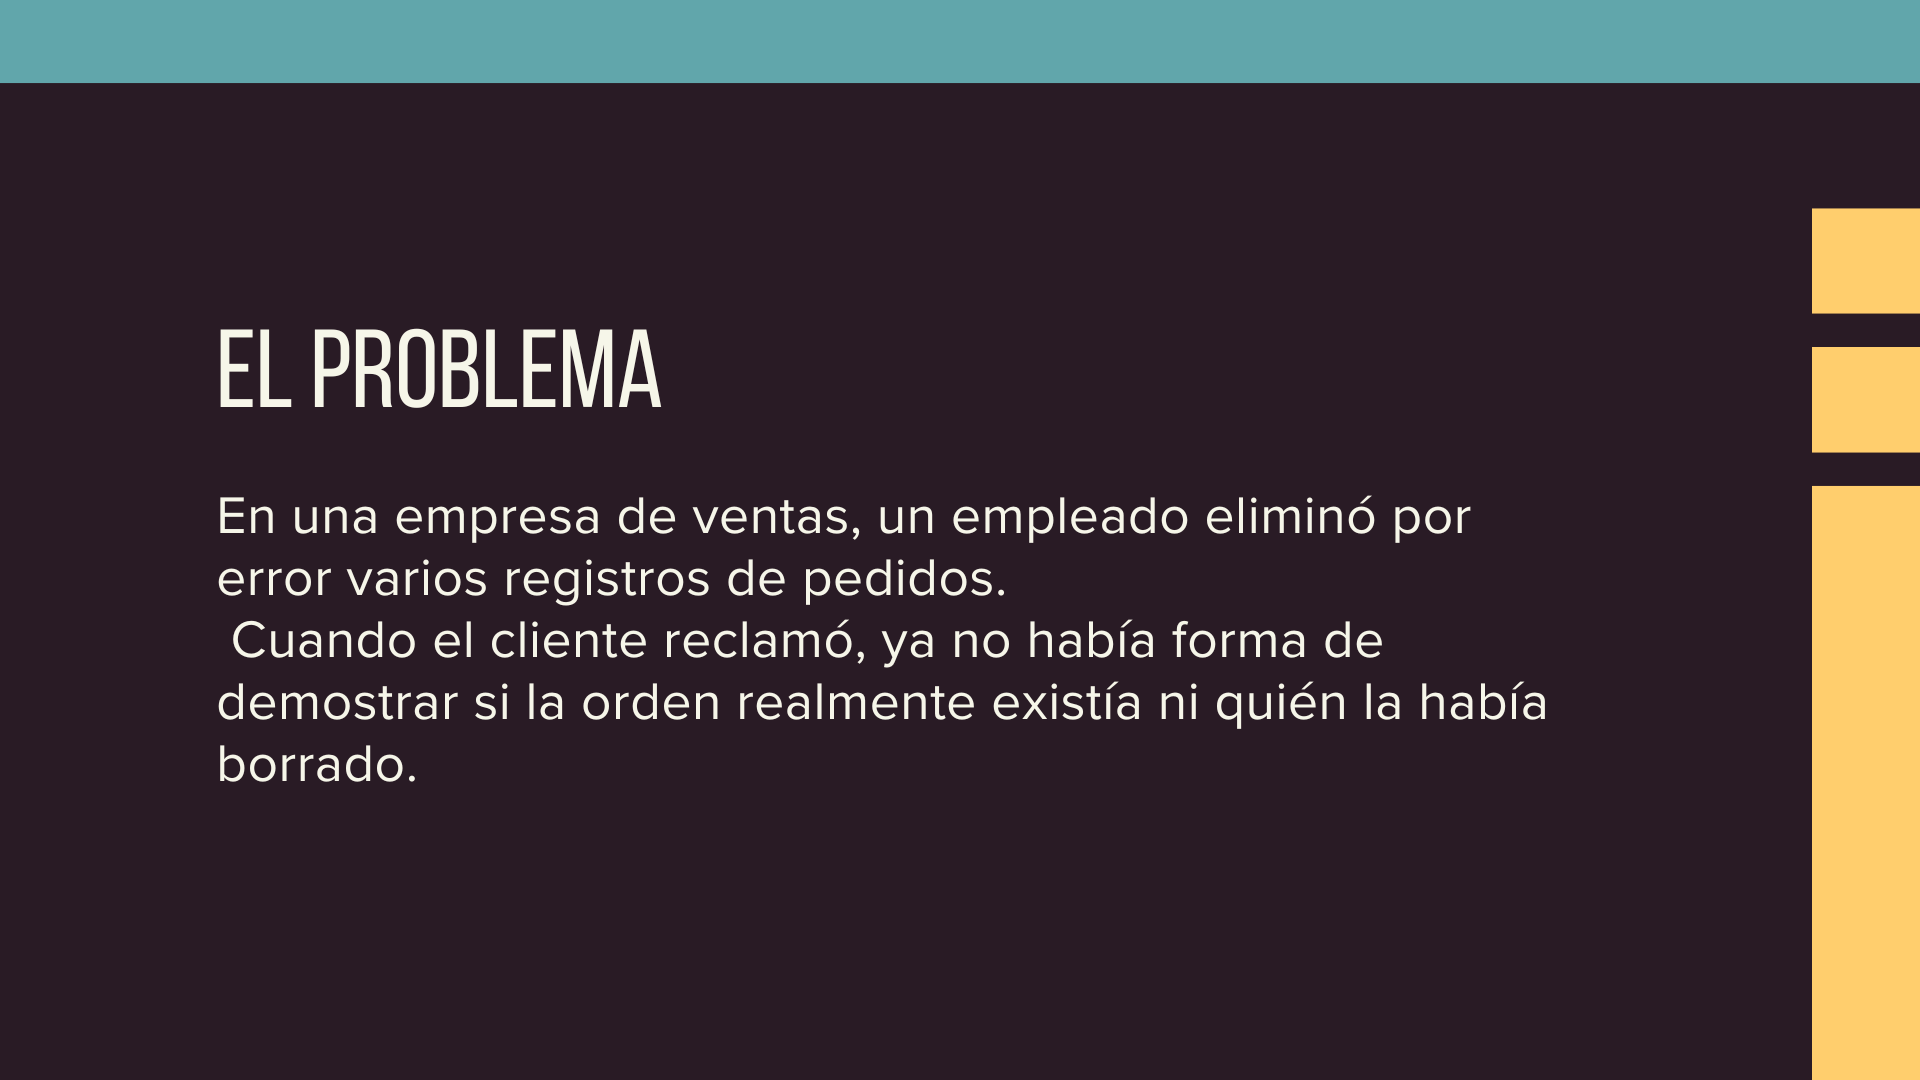 EL PROBLEMA
En una empresa de ventas, un empleado eliminó por
error varios registros de pedidos.
Cuando el cliente reclamó, ya no había forma de
demostrar si la orden realmente existía ni quién la había
borrado.